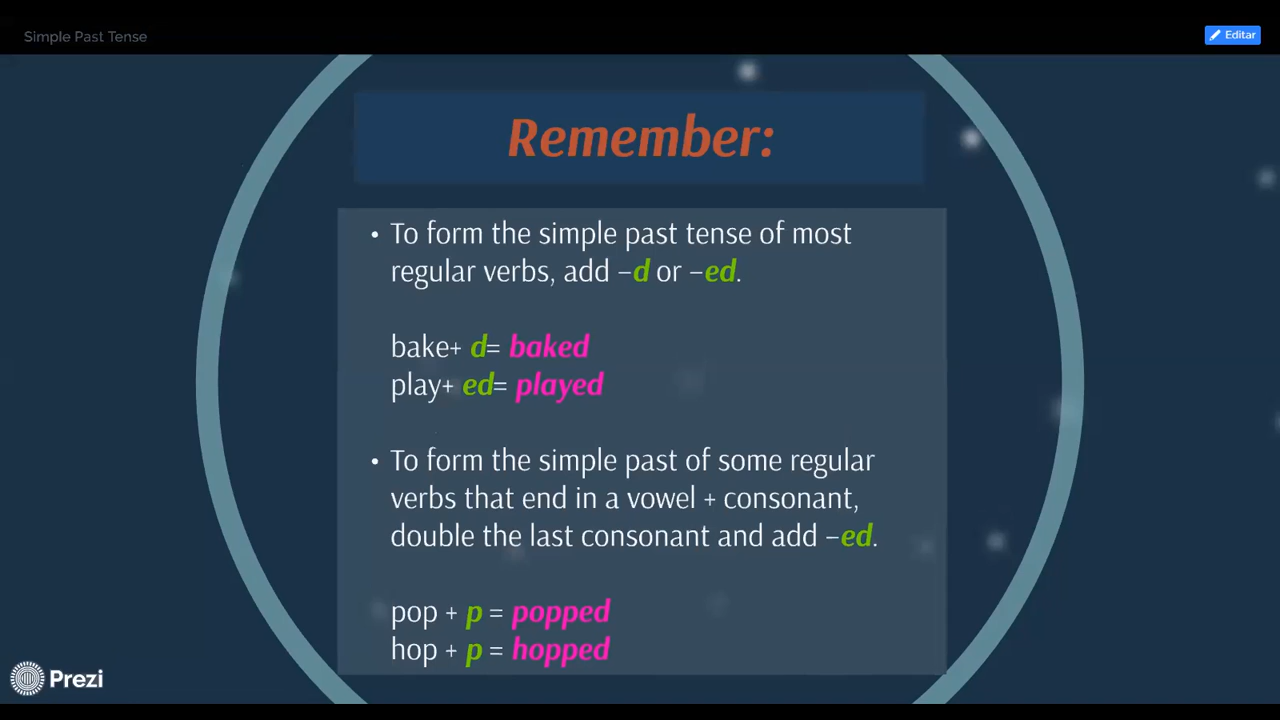 Simple Past Tense
Editar
Remember:
• To form the simple past tense of most
regular verbs, add –d or –ed.
bake+ d= baked
play+ ed= played
• To form the simple past of some regular
verbs that end in a vowel + consonant,
double the last consonant and add –ed.
pop + p = popped
hop + p = hopped
Prezi